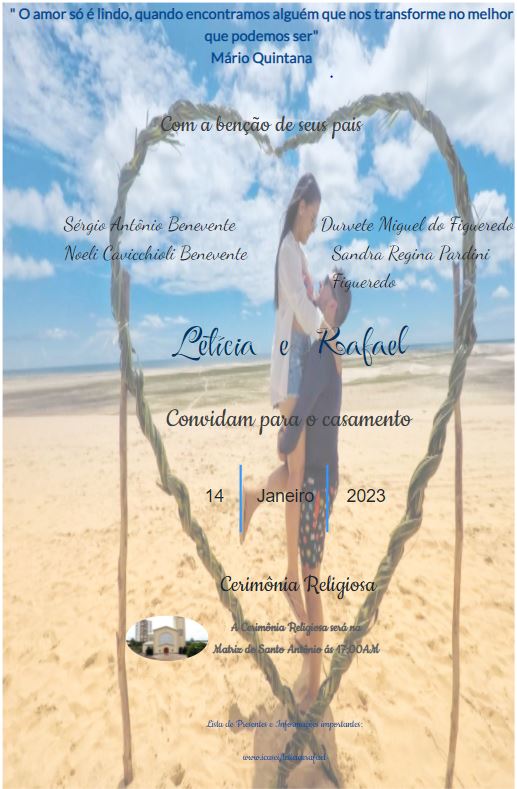 " O amor só é lindo, quando encontramos alguém que nos transforme no melhor
que podemos ser"
Mário Quintana
Com a benção de seus pais
Sérgio Antônio Benevente
Noeli Cavicchioli Benevente
Durvete Miguel do Figueredo
Sandra Regina Pardini
Figueredo
Letícia e Rafael
Convidam para o casamento
14 Janeiro 2023
Cerimônia Religiosa
A Cerimônia Religiosa será na
Matriz de Santo Antônio ás 17:00AM
Lista de Presentes e Informações importantes: